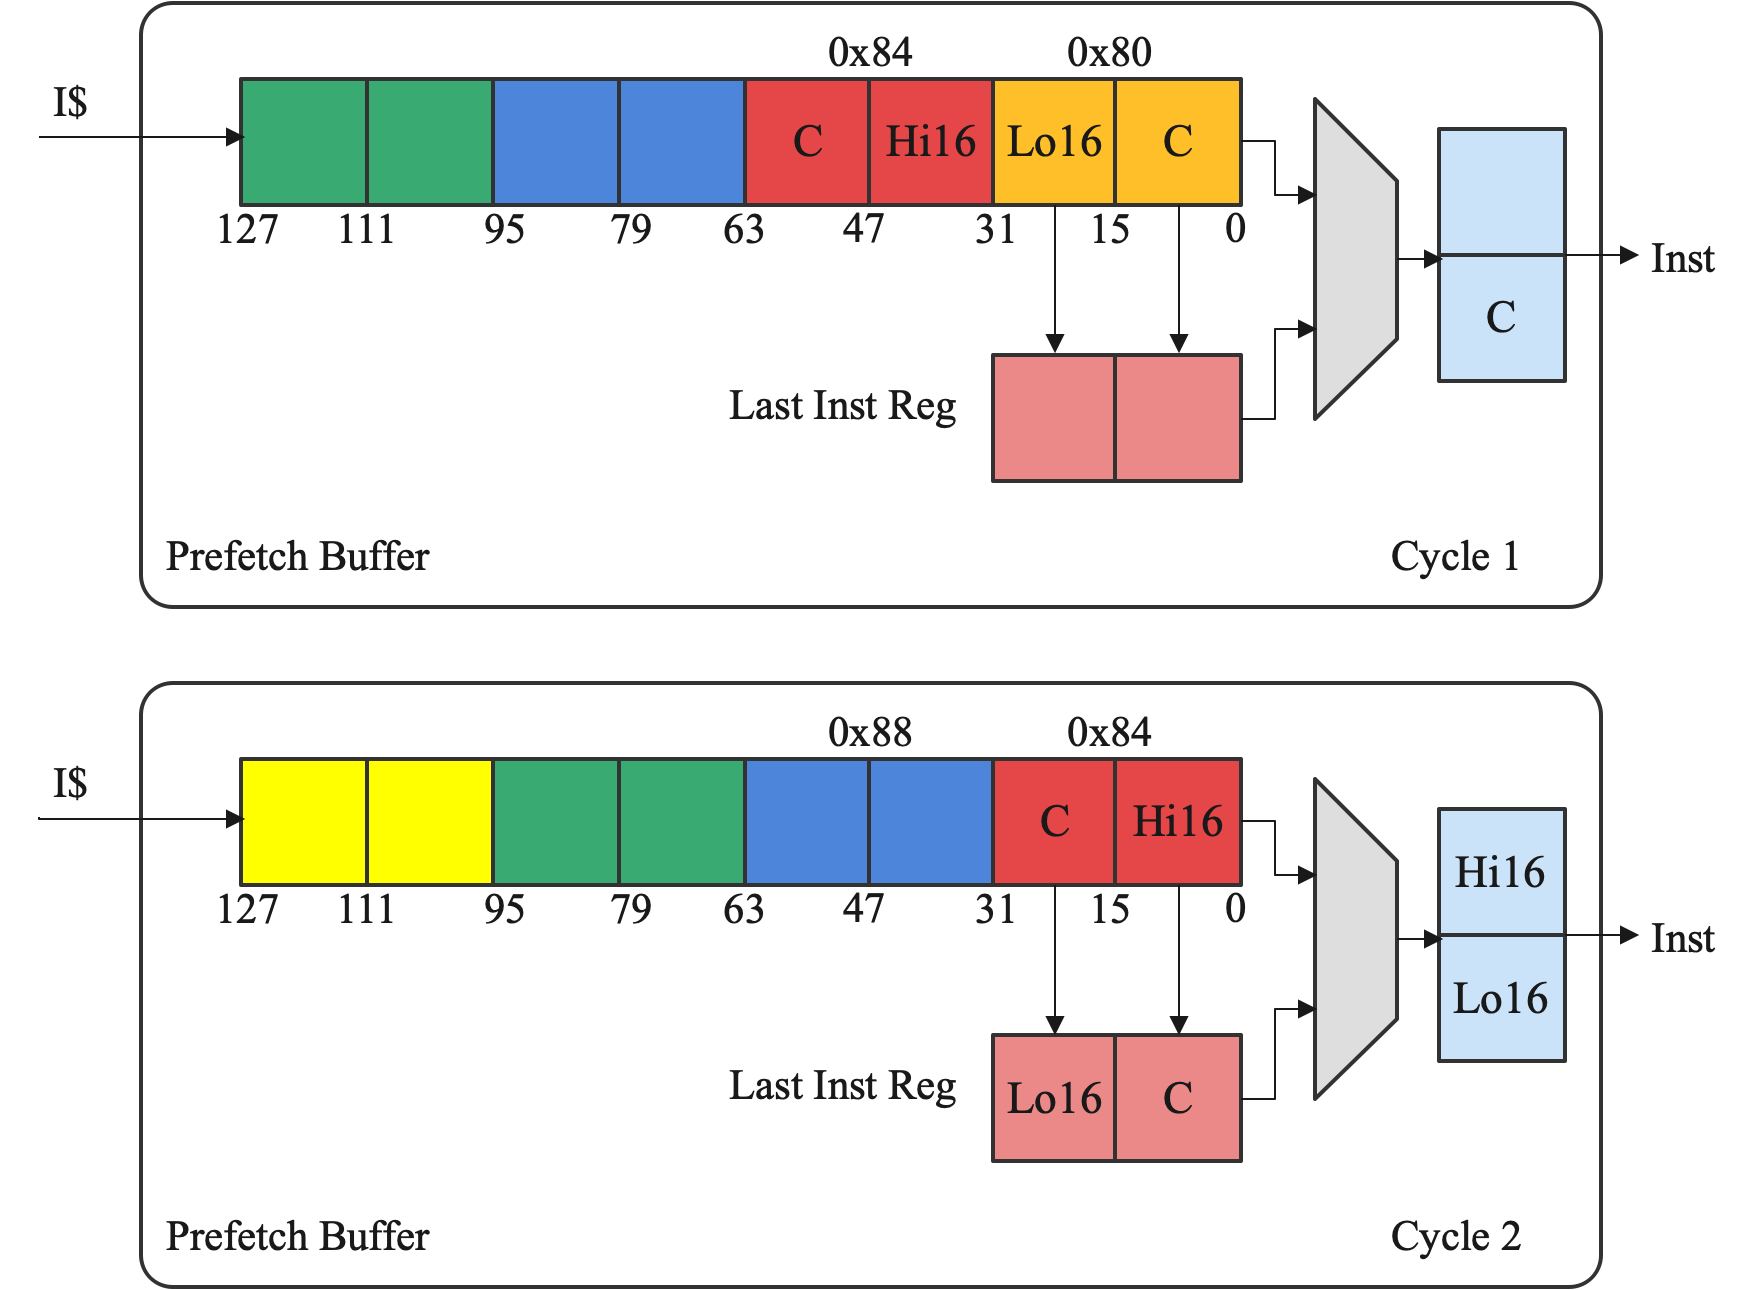 0x84 0x80
I$
C Hi16 Lo16 C
127 111 95 79 63 47 31 15 0
Inst
C
Last Inst Reg
Prefetch Buffer Cycle 1
0x88 0x84
I$
C Hi16
127 111 95 79 63 47 31 15 0
Hi16
Inst
Lo16
Last Inst Reg Lo16 C
Prefetch Buffer Cycle 2